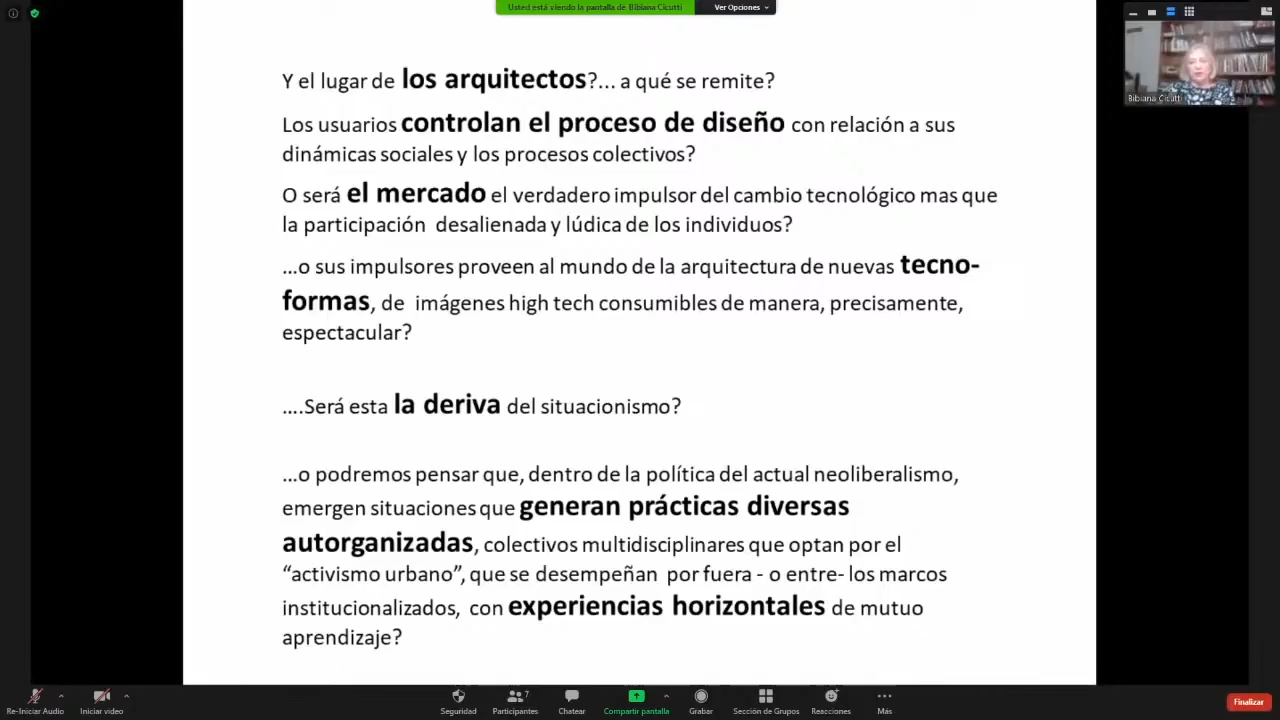 Usted está viendo la pantalla de Bibiana Cicutti
Ver Opciones
Bibiana Cicutti
Y el lugar de los arquitectos?... a qué se remite?
Los usuarios controlan el proceso de diseño con relación a sus
dinámicas sociales y los procesos colectivos?
O será el mercado el verdadero impulsor del cambio tecnológico mas que
la participación desalienada y lúdica de los individuos?
...o sus impulsores proveen al mundo de la arquitectura de nuevas tecno-
formas, de imágenes high tech consumibles de manera, precisamente,
espectacular?
....Será esta la deriva del situacionismo?
...o podremos pensar que, dentro de la política del actual neoliberalismo,
emergen situaciones que generan prácticas diversas
autorganizadas, colectivos multidisciplinares que optan por el
“activismo urbano”, que se desempeñan por fuera - o entre- los marcos
institucionalizados, con experiencias horizontales de mutuo
aprendizaje?
Re-Iniciar Audio
Iniciar video
Seguridad
7
Participantes
Chatear
Compartir pantalla
Grabar
Sección de Grupos
Reacciones
Más
Finalizar